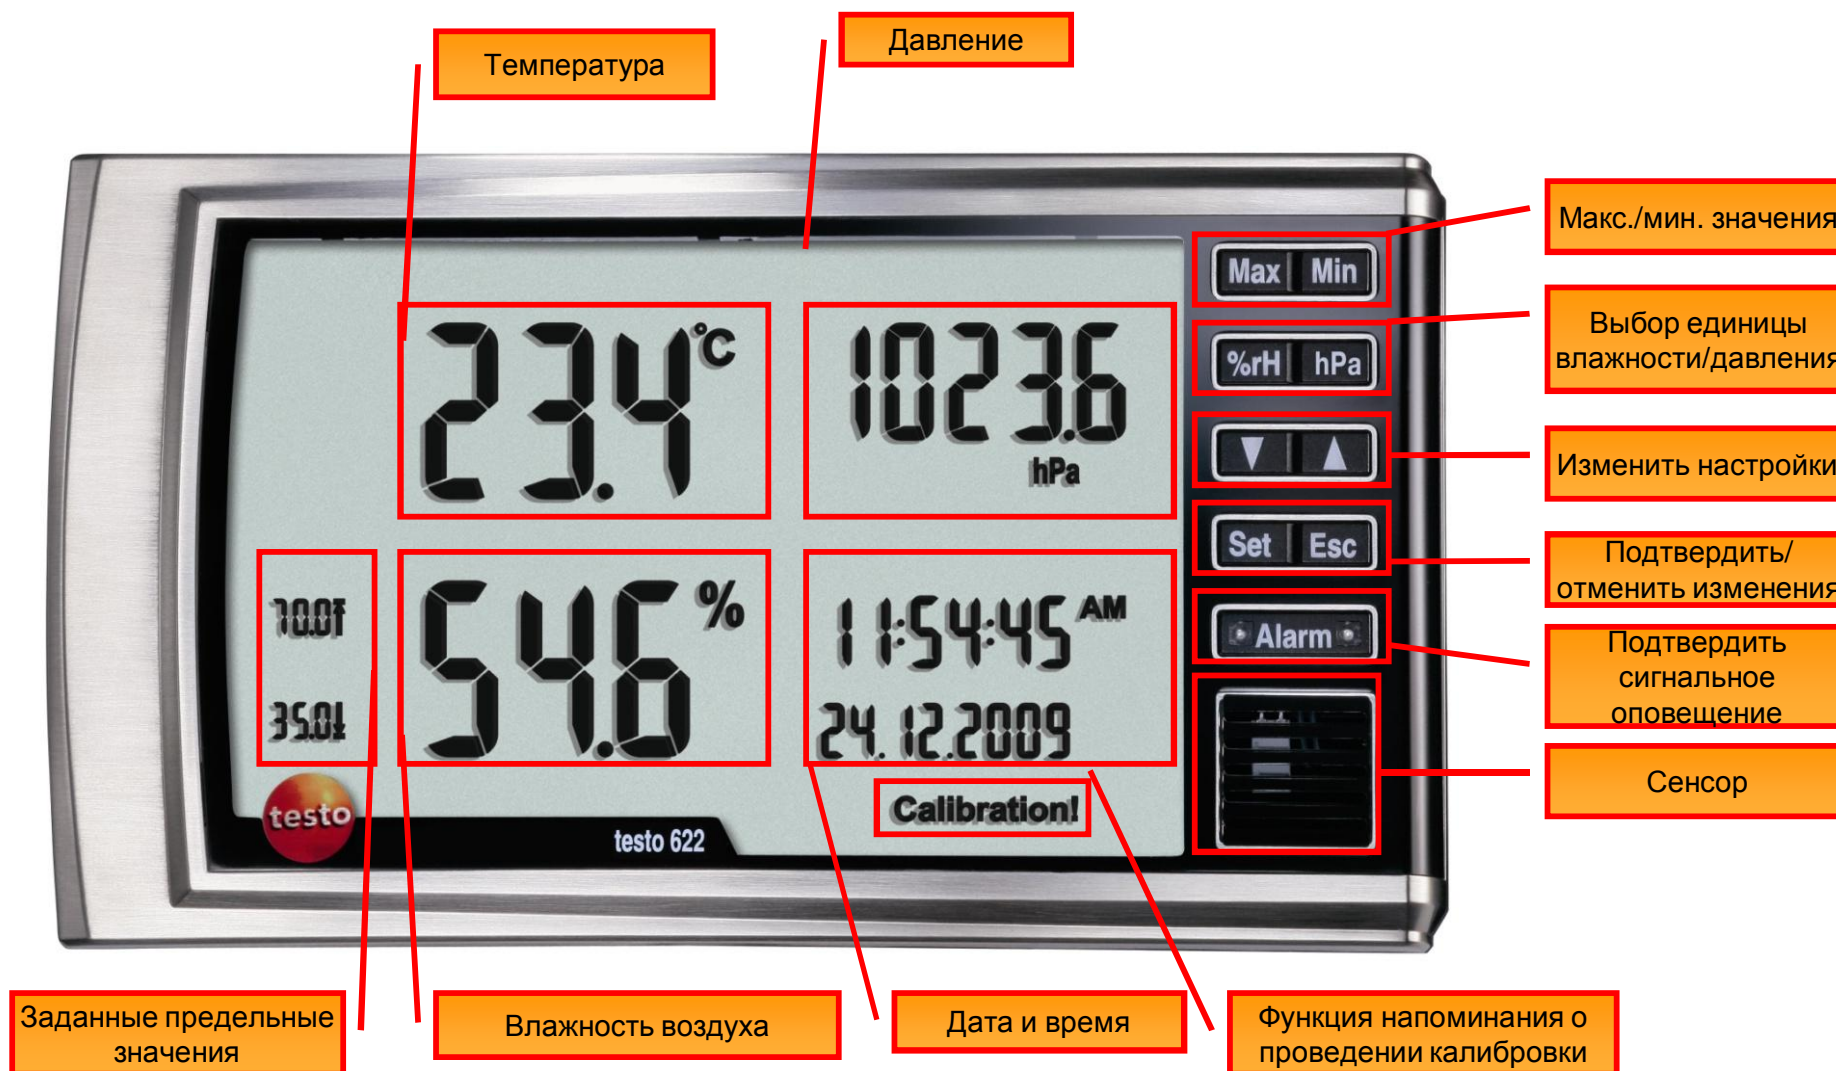 Температура
Давление
Макс./мин. значения
Выбор единицы
влажности/давления
Изменить настройки
Подтвердить/
отменить изменения
Подтвердить
сигнальное
оповещение
Сенсор
23.4 °C
1023.6
hPa
Max Min
%rH hPa
▼ ▲
Set Esc
Alarm
70.0
35.0
54.6 %
11:54:45 AM
24.12.2009
Calibration!
testo
testo 622
Заданные предельные
значения
Влажность воздуха
Дата и время
Функция напоминания о
проведении калибровки